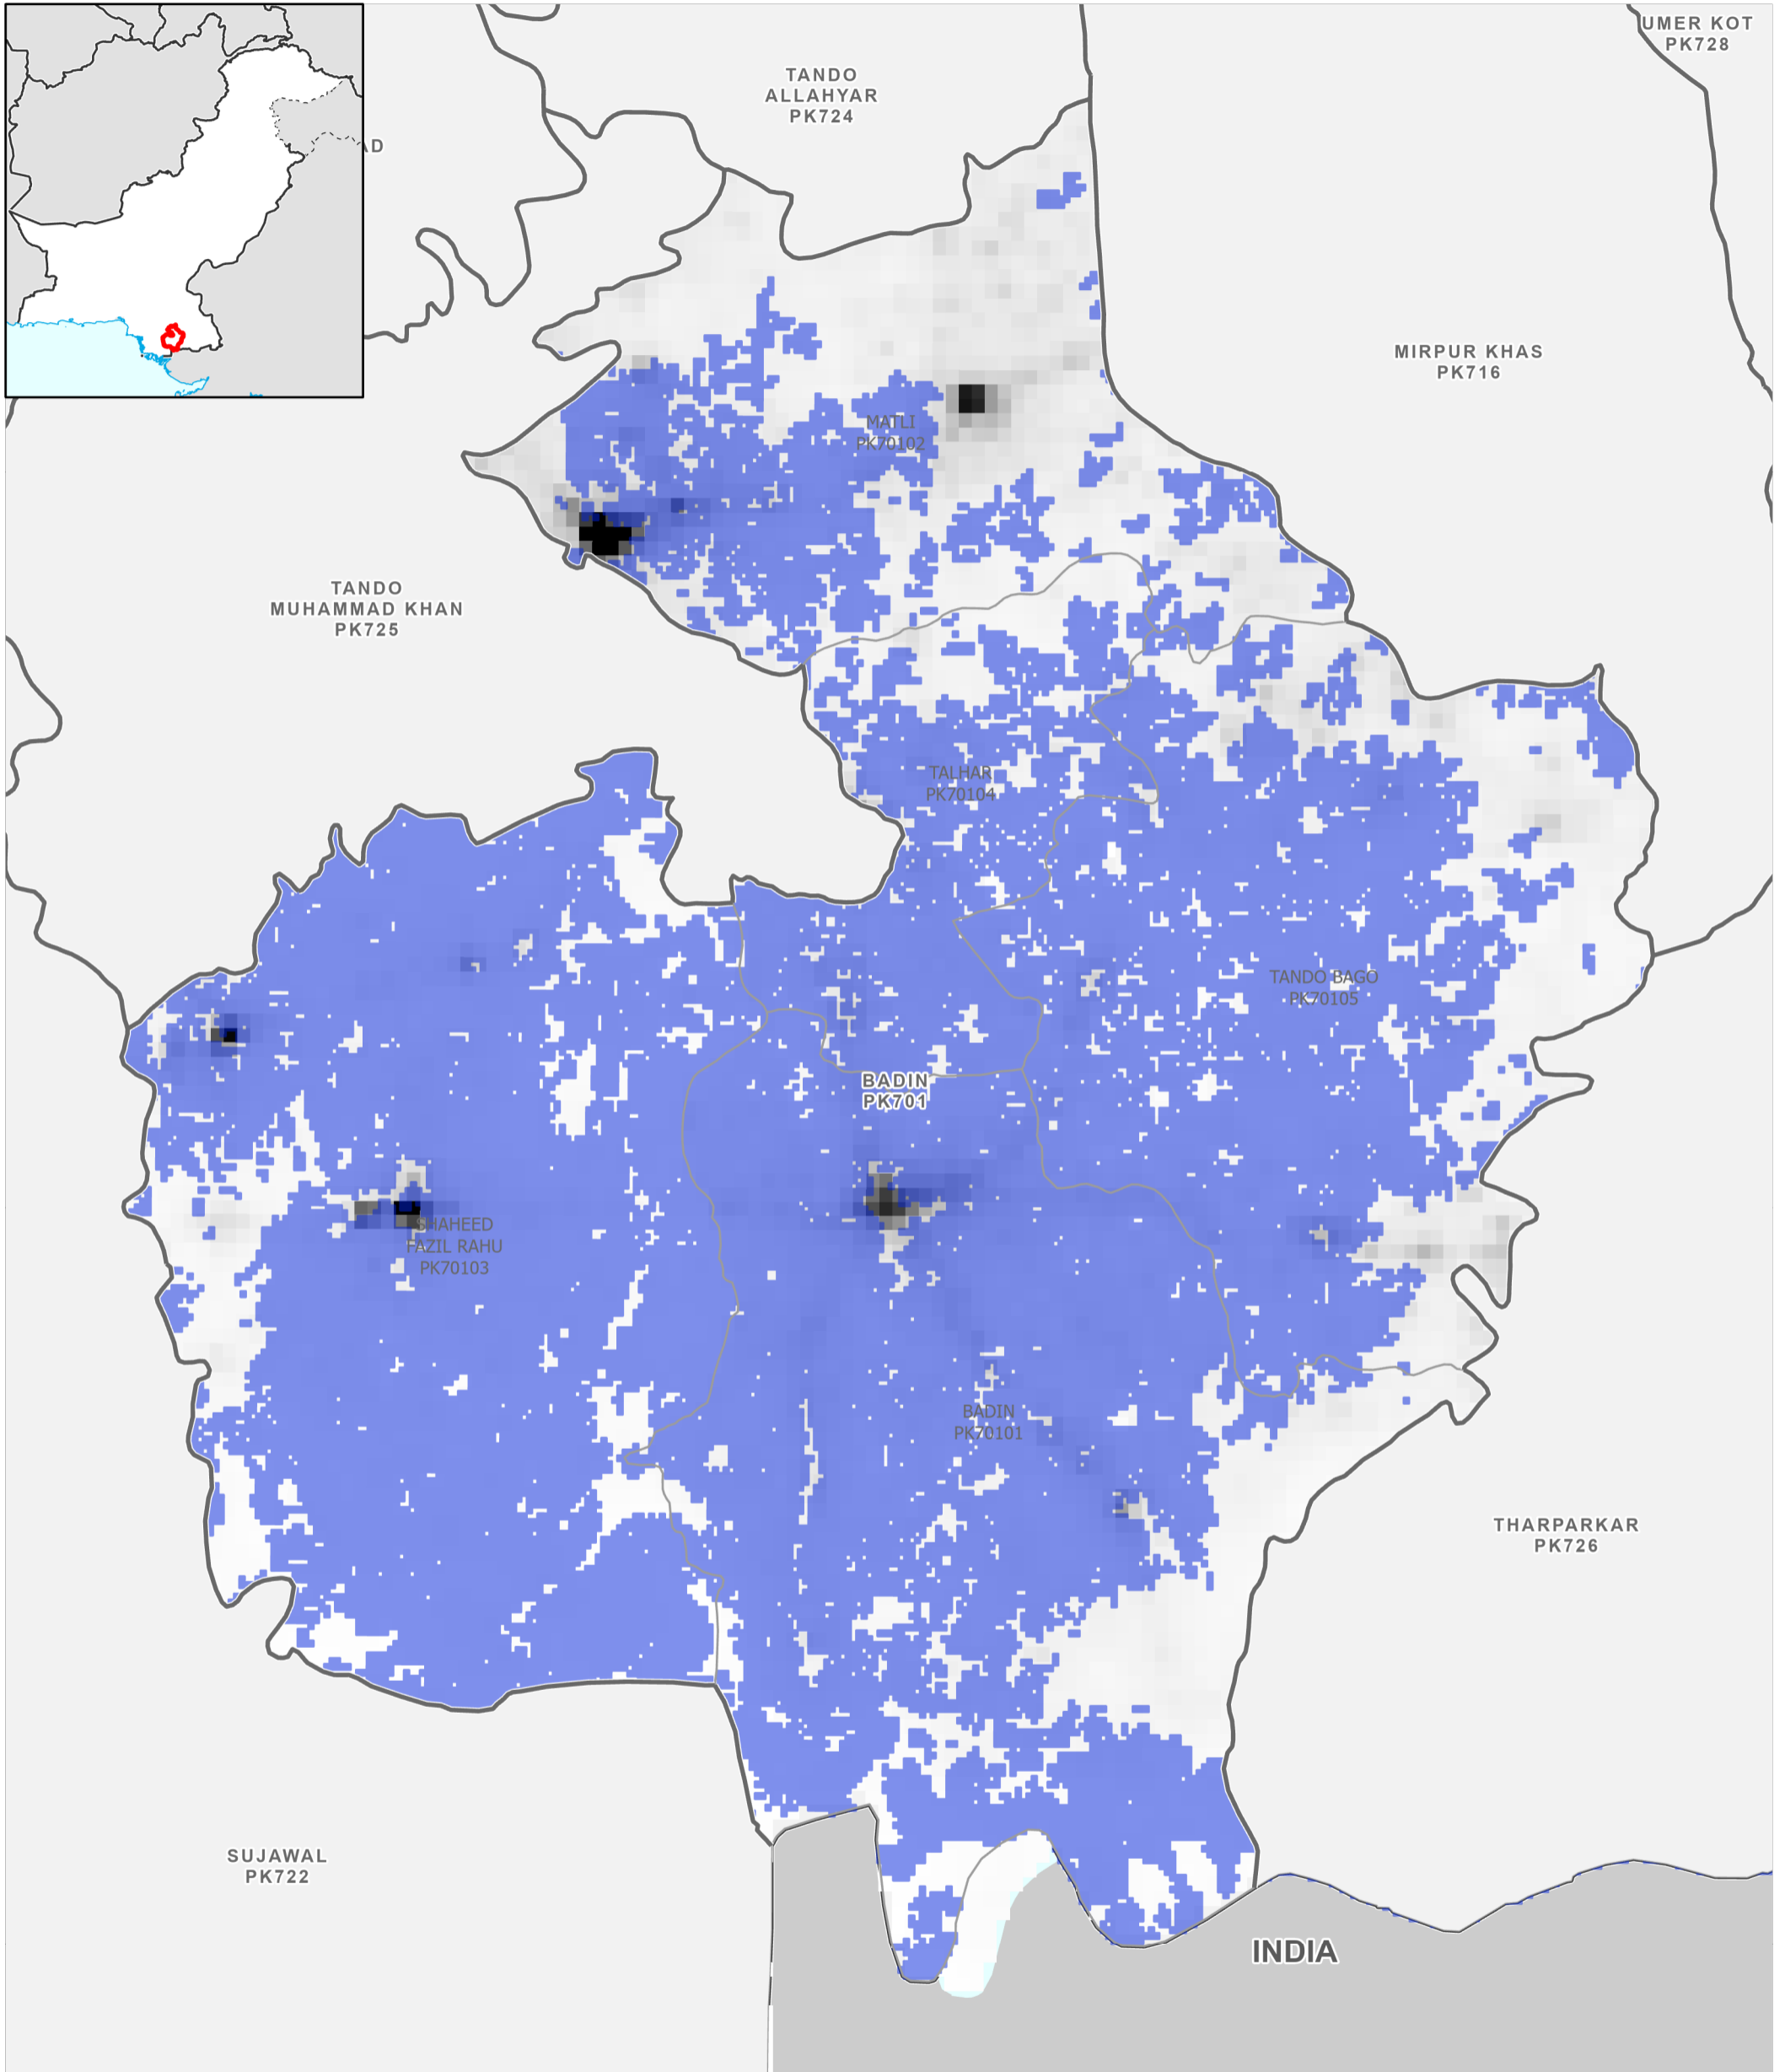 UMER KOT
PK728
TANDO
ALLAHYAR
PK724
AD
MIRPUR KHAS
PK716
MATLI
PK70102
TANDO
MUHAMMAD KHAN
PK725
TALHAR
PK70104
TANDO BAGO
PK70105
BADIN
PK701
SHAHEED
FAZIL RAHU
PK70103
BADIN
PK70101
THARPARKAR
PK726
SUJAWAL
PK722
INDIA